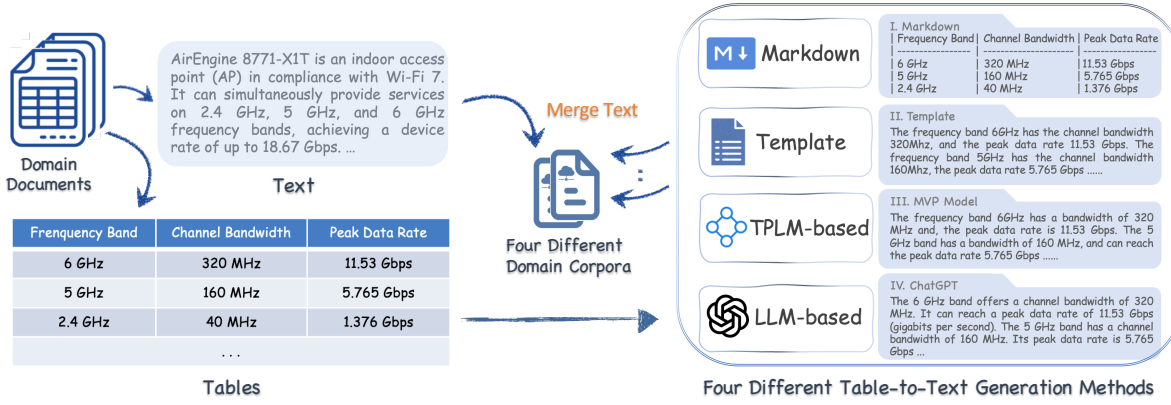 AirEngine 8771-X1T is an indoor access
point (AP) in compliance with Wi-Fi 7.
It can simultaneously provide services
on 2.4 GHz, 5 GHz, and 6 GHz
frequency bands, achieving a device
rate of up to 18.67 Gbps. ...
Domain
Documents
Text
Frenquency Band Channel Bandwidth Peak Data Rate
6 GHz 320 MHz 11.53 Gbps
5 GHz 160 MHz 5.765 Gbps
2.4 GHz 40 MHz 1.376 Gbps
...
Tables
Merge Text
Four Different
Domain Corpora
M
Markdown
Template
TPLM-based
LLM-based
I. Markdown
| Frequency Band| Channel Bandwidth | Peak Data Rate
| ---------------- | --------------------- |-----------------
| 6 GHz | 320 MHz |11.53 Gbps
| 5 GHz | 160 MHz | 5.765 Gbps
| 2.4 GHz | 40 MHz | 1.376 Gbps
II. Template
The frequency band 6GHz has the channel bandwidth
320Mhz, and the peak data rate 11.53 Gbps. The
frequency band 5GHz has the channel bandwidth
160Mhz, the peak data rate 5.765 Gbps ......
III. MVP Model
The frequency band 6GHz has a bandwidth of 320
MHz and, the peak data rate is 11.53 Gbps. The 5
GHz band has a bandwidth of 160 MHz, and can reach
the peak data rate 5.765 Gbps ......
IV. ChatGPT
The 6 GHz band offers a channel bandwidth of 320
MHz. It can reach a peak data rate of 11.53 Gbps
(gigabits per second). The 5 GHz band has a channel
bandwidth of 160 MHz. Its peak data rate is 5.765
Gbps ...
Four Different Table-to-Text Generation Methods